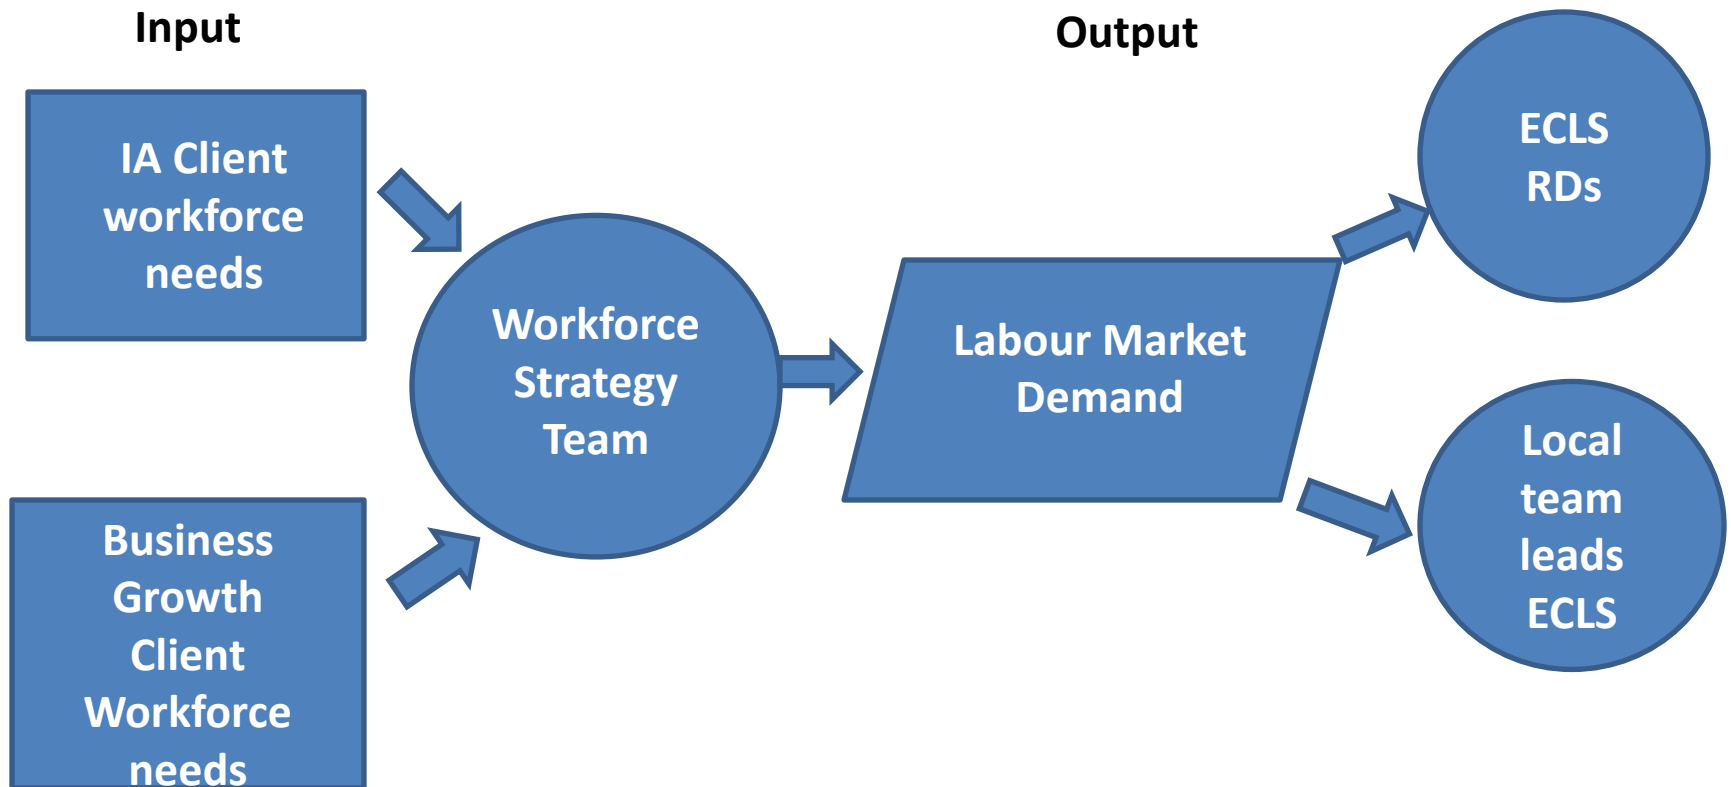 Input
IA Client
workforce
needs
Business
Growth
Client
Workforce
needs
Workforce
Strategy
Team
Output
Labour Market
Demand
ECLS
RDs
Local
team
leads
ECLS